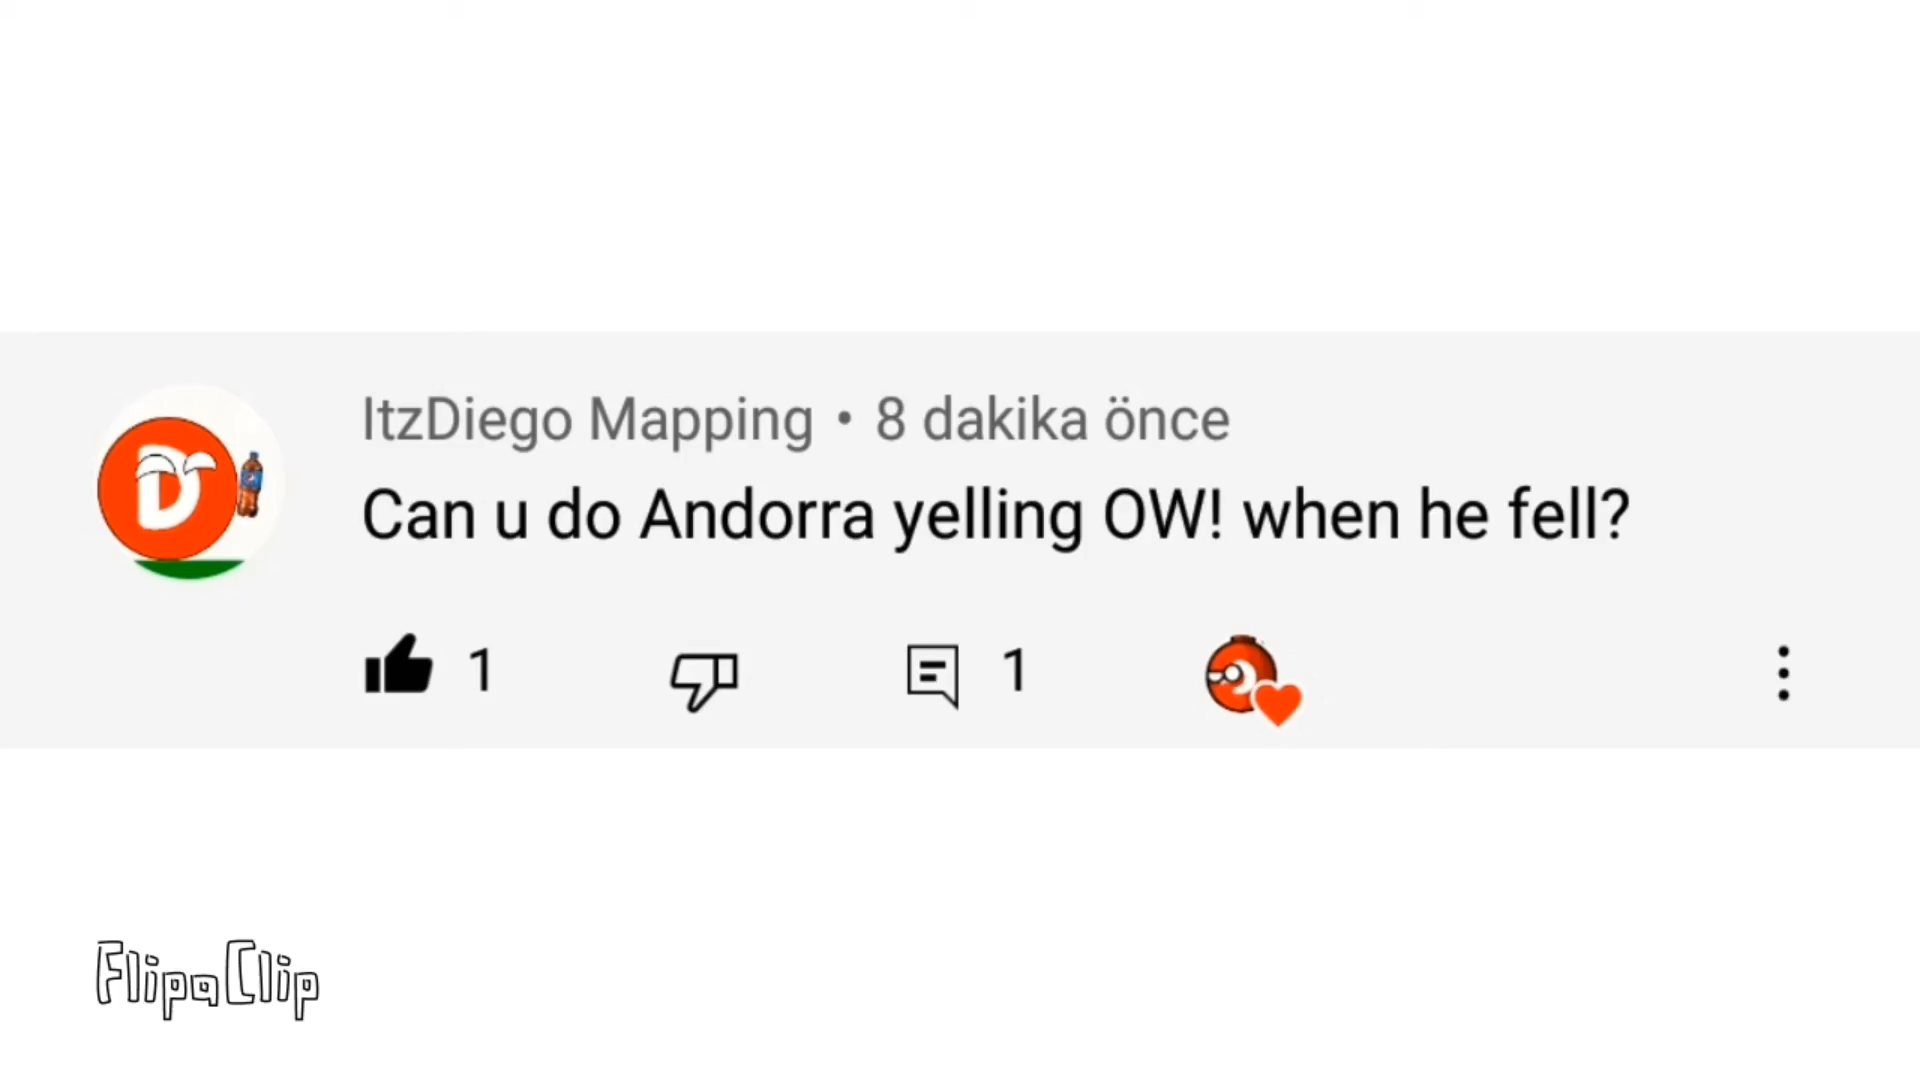 ItzDiego Mapping • 8 dakika önce
D
Can u do Andorra yelling OW! when he fell?
1 1
FlipaClip